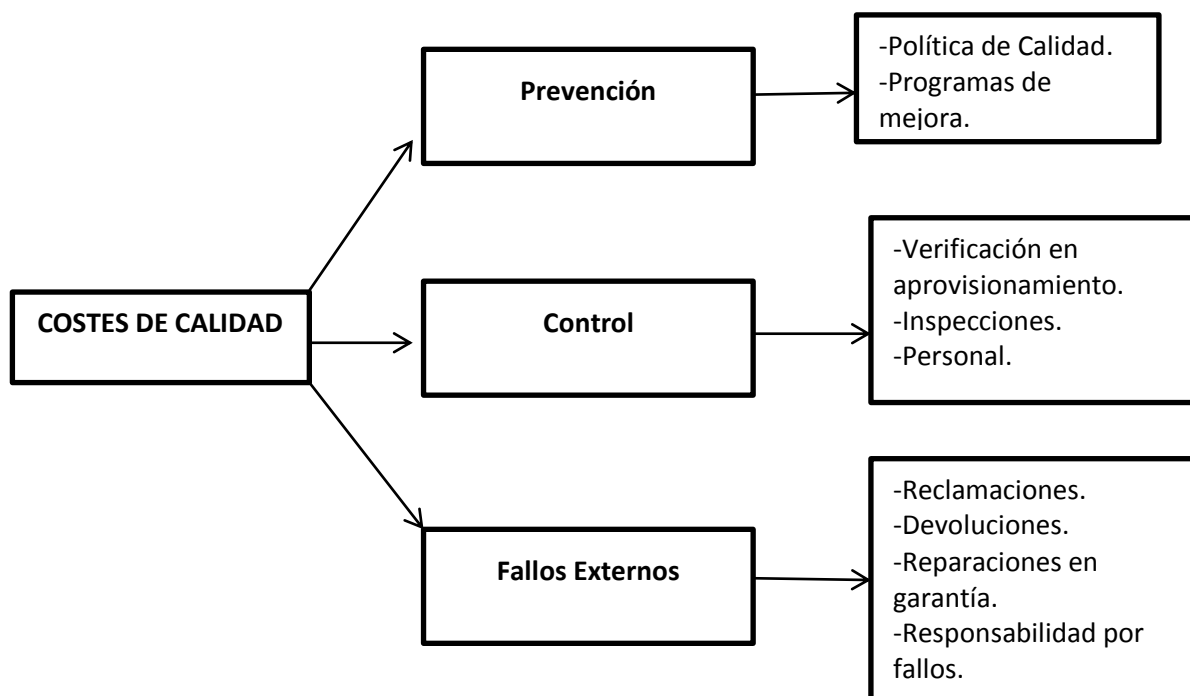 Prevención
-Política de Calidad.
-Programas de
mejora.
COSTES DE CALIDAD
Control
-Verificación en
aprovisionamiento.
-Inspecciones.
-Personal.
Fallos Externos
-Reclamaciones.
-Devoluciones.
-Reparaciones en
garantía.
-Responsabilidad por
fallos.